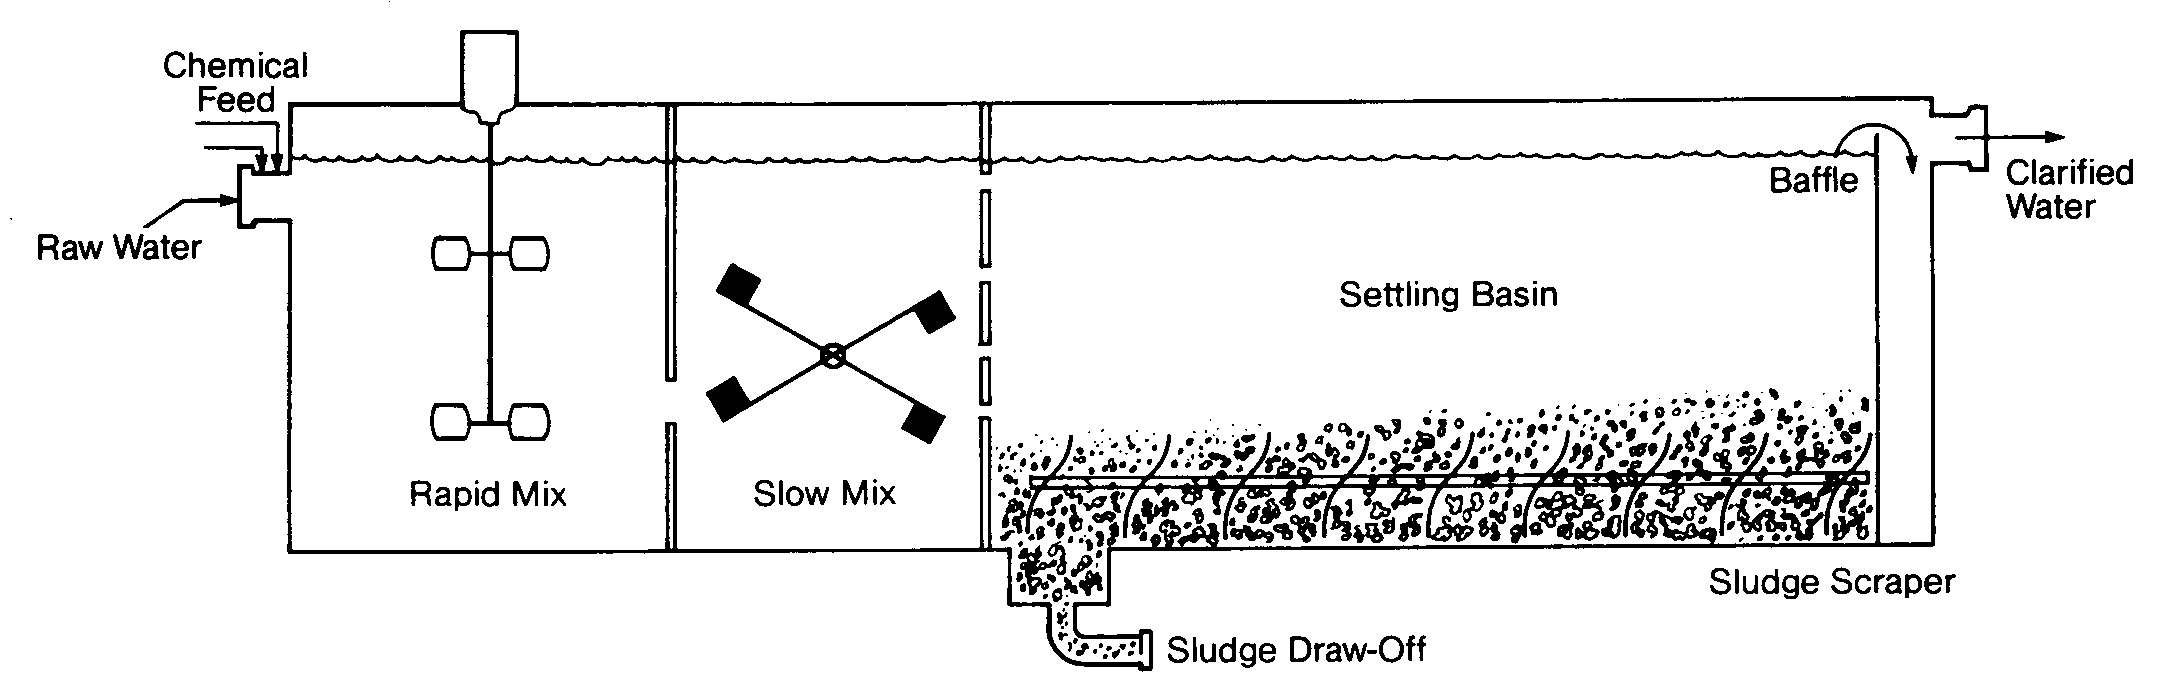 Chemical
Feed
Raw Water
Rapid Mix
Slow Mix
Settling Basin
Baffle
Clarified
Water
Sludge Scraper
Sludge Draw-Off